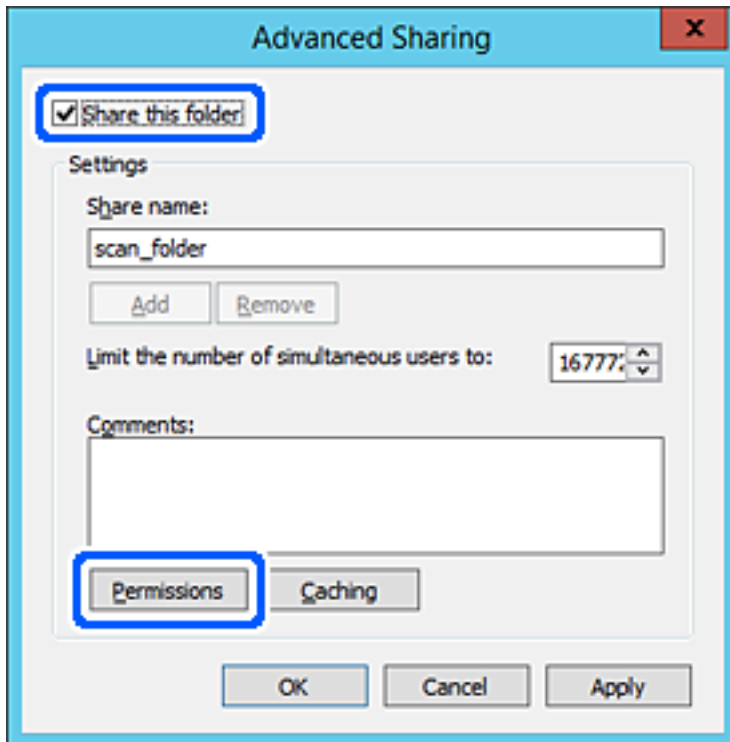 Advanced Sharing
x
Share this folder
Settings
Share name:
scan_folder
Add Remove
Limit the number of simultaneous users to:
Comments:
Permissions Caching
OK Cancel Apply